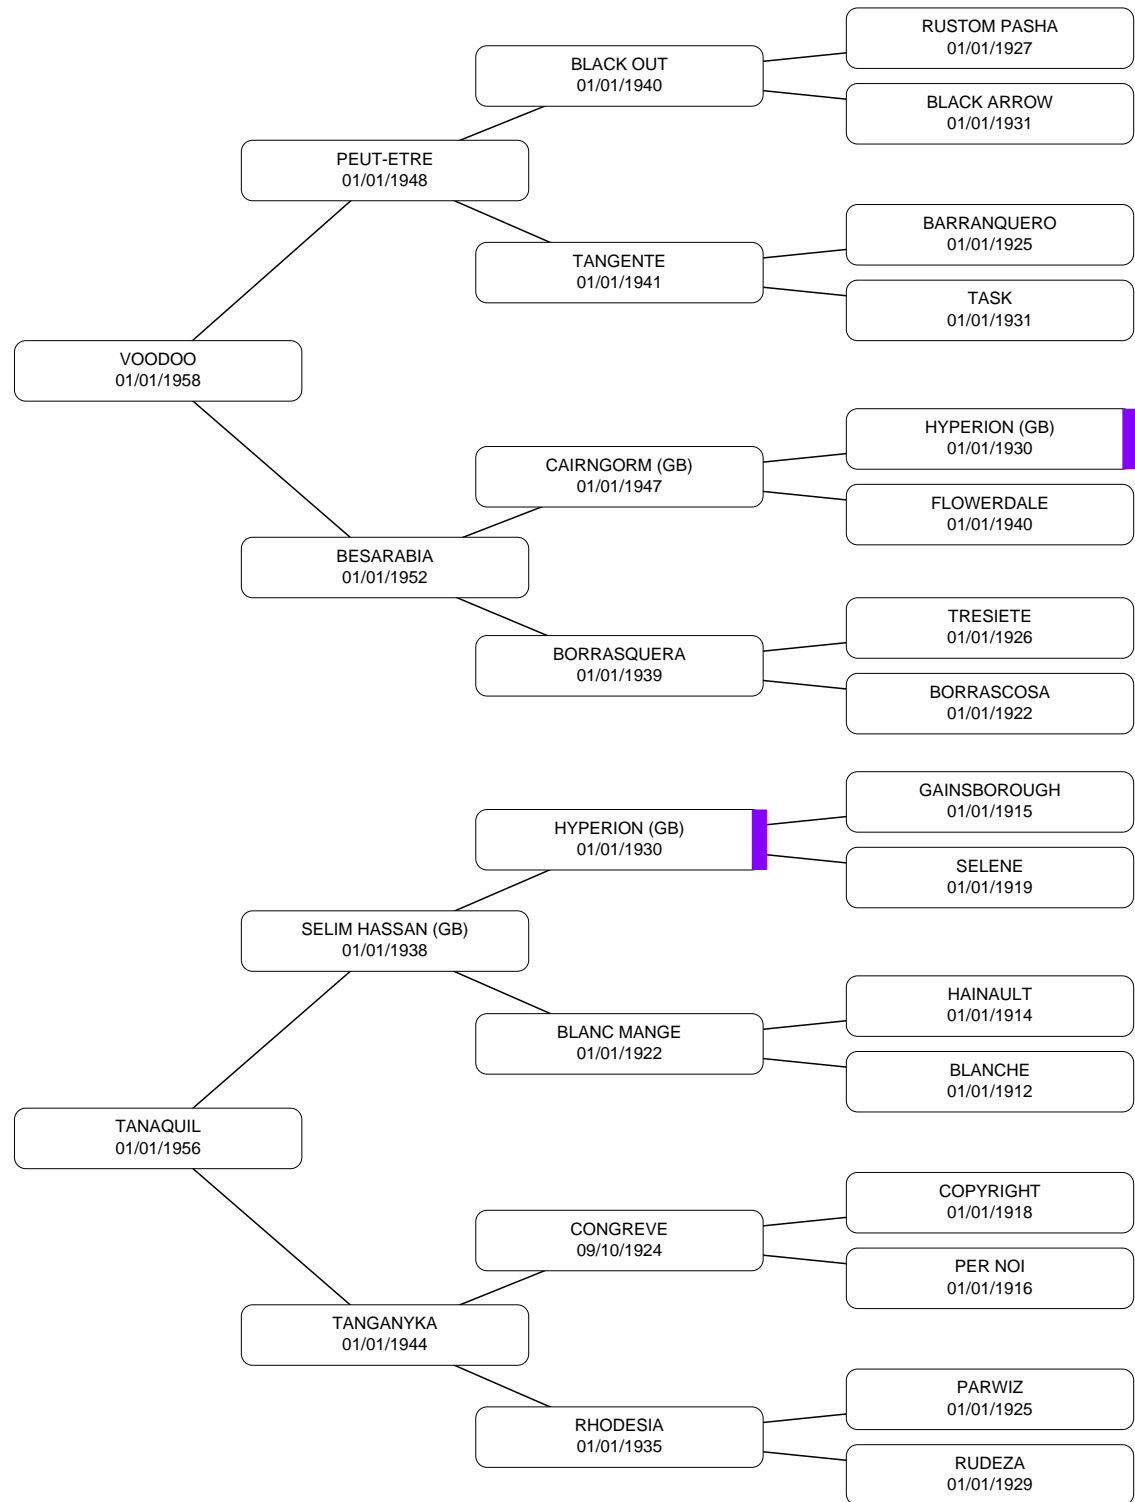 RUSTOM PASHA
01/01/1927
BLACK OUT
01/01/1940
BLACK ARROW
01/01/1931
PEUT-ETRE
01/01/1948
BARRANQUERO
01/01/1925
TANGENTE
01/01/1941
TASK
01/01/1931
VOODOO
01/01/1958
HYPERION (GB)
01/01/1930
CAIRNGORM (GB)
01/01/1947
FLOWERDALE
01/01/1940
BESARABIA
01/01/1952
TRESIETE
01/01/1926
BORRASQUERA
01/01/1939
BORRASCOSA
01/01/1922
GAINSBOROUGH
01/01/1915
HYPERION (GB)
01/01/1930
SELENE
01/01/1919
SELIM HASSAN (GB)
01/01/1938
HAINAULT
01/01/1914
BLANC MANGE
01/01/1922
BLANCHE
01/01/1912
TANAQUIL
01/01/1956
COPYRIGHT
01/01/1918
CONGREVE
09/10/1924
PER NOI
01/01/1916
TANGANYKA
01/01/1944
PARWIZ
01/01/1925
RHODESIA
01/01/1935
RUDEZA
01/01/1929